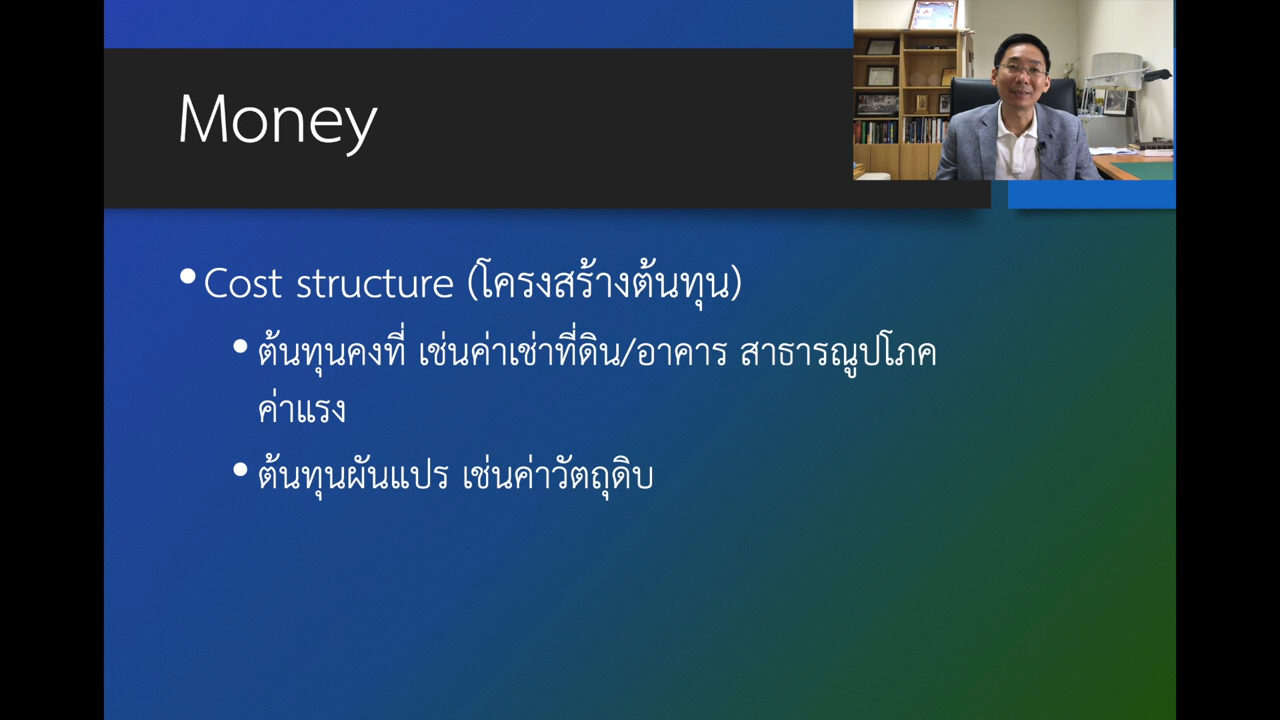 Money
•Cost structure (โครงสร้างต้นทุน)
•ต้นทุนคงที่ เช่นค่าเช่าที่ดิน/อาคาร สาธารณูปโภค
ค่าแรง
•ต้นทุนผันแปร เช่นค่าวัตถุดิบ